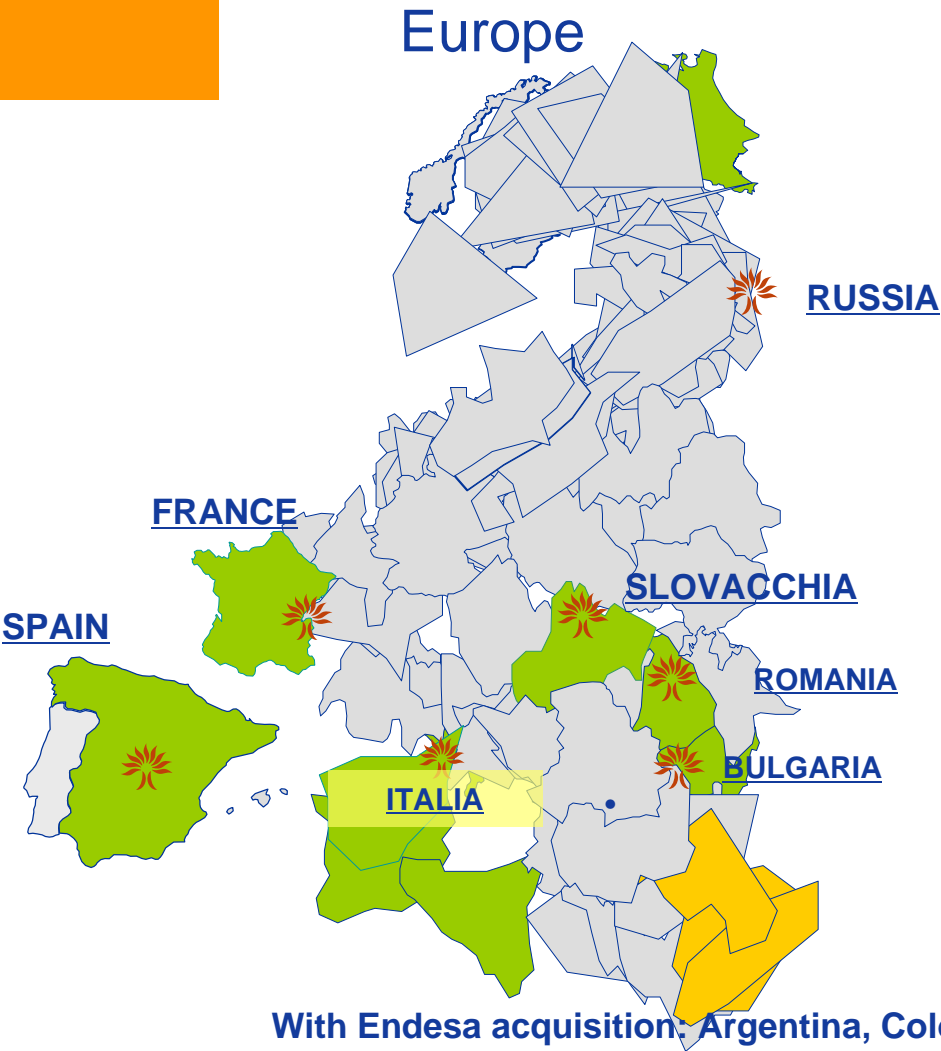 Europe
RUSSIA
FRANCE
SLOVACCHIA
SPAIN
ROMANIA
BULGARIA
ITALIA
With Endesa acquisition: Argentina,